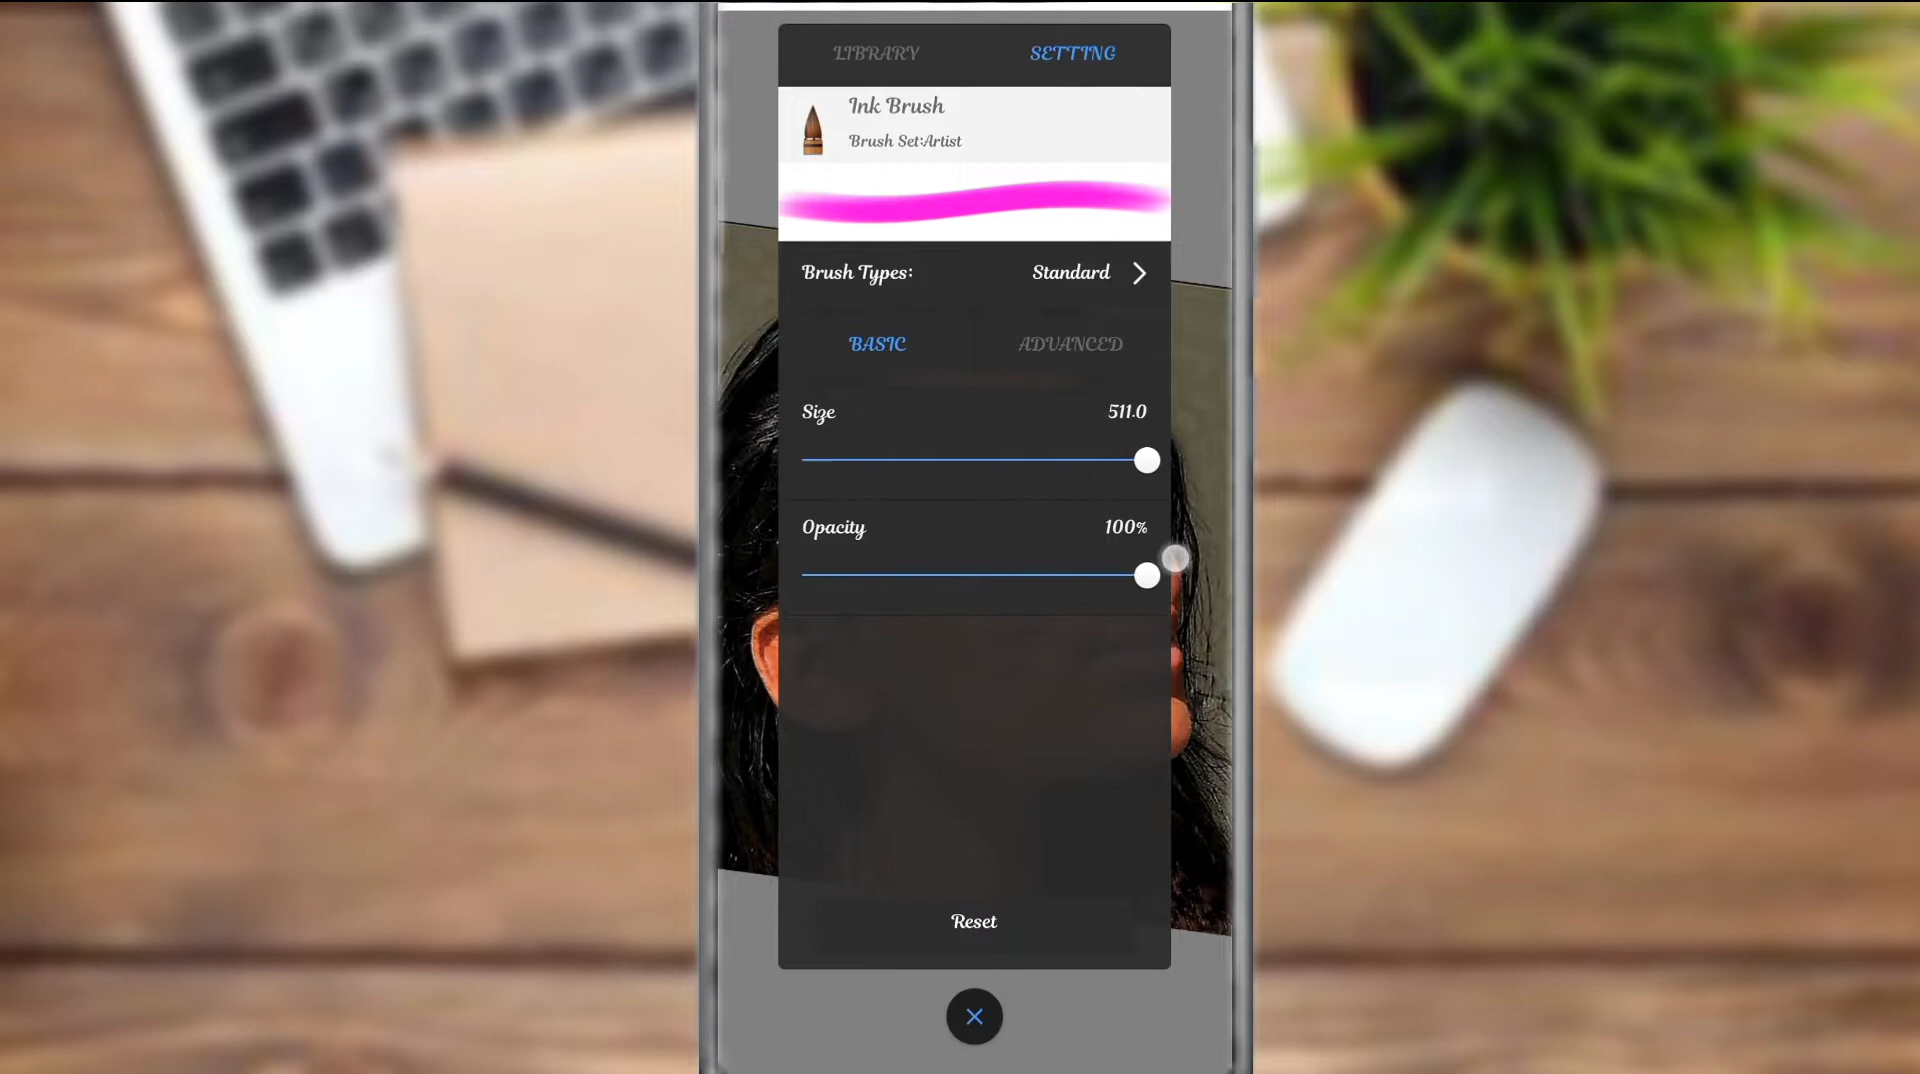 LIBRARY SETTING
Ink Brush
Brush Set:Artist
Brush Types: Standard
BASIC ADVANCED
Size 511.0
Opacity 100%
Reset